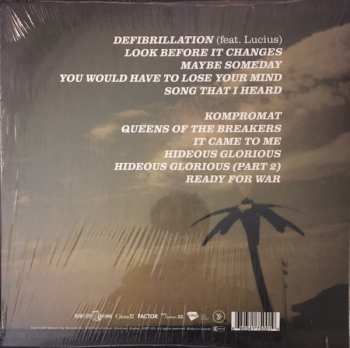 DEFIBRILLATION (feat. Lucius)
LOOK BEFORE IT CHANGES
MAYBE SOMEDAY
YOU WOULD HAVE TO LOSE YOUR MIND
SONG THAT I HEARD
KOMPROMAT
QUEENS OF THE BREAKERS
IT CAME TO ME
HIDEOUS GLORIOUS
HIDEOUS GLORIOUS (PART 2)
READY FOR WAR
FACTOR